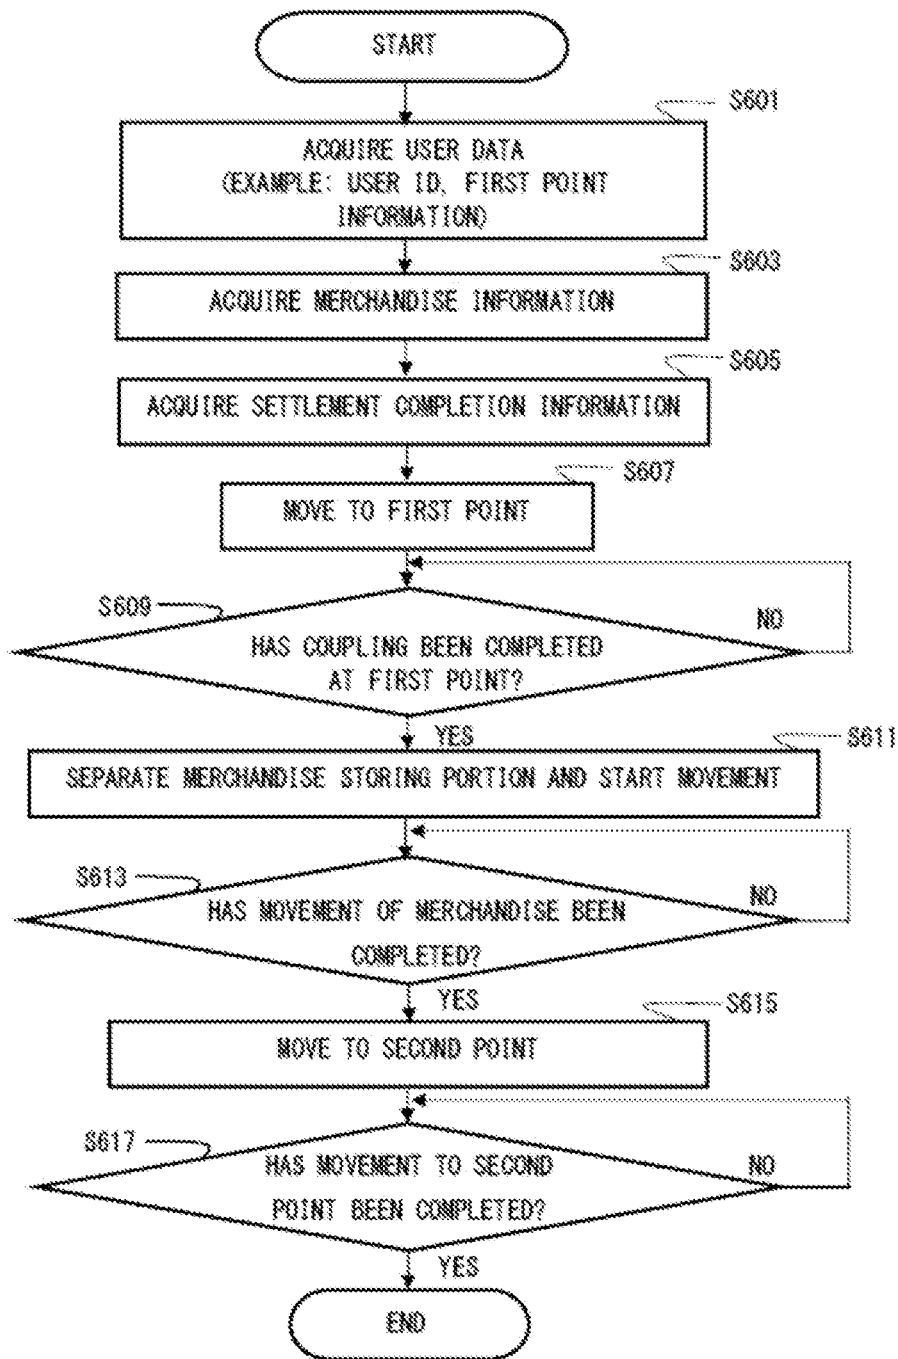 START
S601
ACQUIRE USER DATA
(EXAMPLE: USER ID, FIRST POINT
INFORMATION)
S603
ACQUIRE MERCHANDISE INFORMATION
S605
ACQUIRE SETTLEMENT COMPLETION INFORMATION
S607
MOVE TO FIRST POINT
S609
NO
HAS COUPLING BEEN COMPLETED
AT FIRST POINT?
YES
S611
SEPARATE MERCHANDISE STORING PORTION AND START MOVEMENT
S613
NO
HAS MOVEMENT OF MERCHANDISE BEEN
COMPLETED?
YES
S615
MOVE TO SECOND POINT
S617
HAS MOVEMENT TO SECOND
NO
POINT BEEN COMPLETED?
YES
END